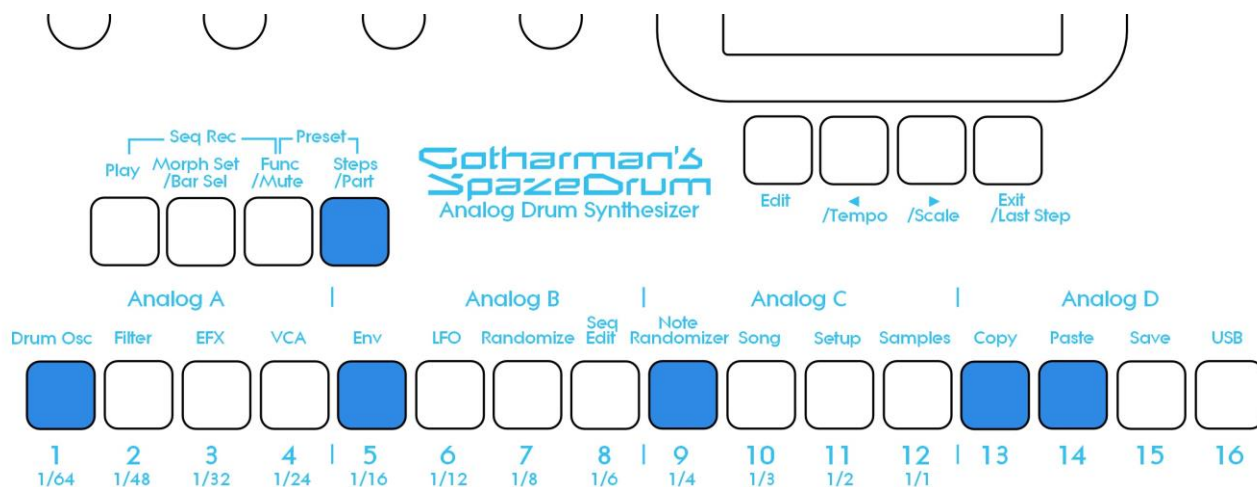 Seq Rec Preset
Play Morph Set /Bar Sel Func /Mute Steps /Part
Gotharman's
SpazeDrum
Analog Drum Synthesizer
Edit ◄ /Tempo ► /Scale Exit /Last Step
Analog A | Analog B | Analog C | Analog D
Drum Osc Filter EFX VCA Env LFO Randomize Seq Edit Note Randomizer Song Setup Samples Copy Paste Save USB
1 2 3 4 | 5 6 7 8 | 9 10 11 12 | 13 14 15 16
1/64 1/48 1/32 1/24 1/16 1/12 1/8 1/6 1/4 1/3 1/2 1/1